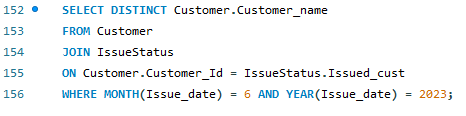 152 SELECT DISTINCT Customer.Customer_name
153 FROM Customer
154 JOIN IssueStatus
155 ON Customer.Customer_Id = IssueStatus.Issued_cust
156 WHERE MONTH(Issue_date) = 6 AND YEAR(Issue_date) = 2023;